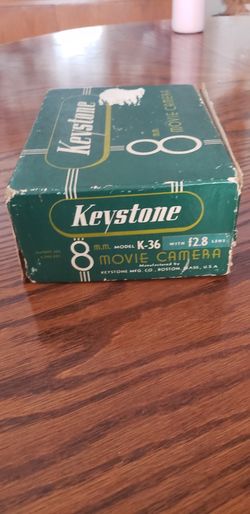 Keystone
8
mm
MOVIE CAMERA
Keystone
8 m.m. MODEL K-36 WITH f2.8 LENS
MOVIE CAMERA
Manufactured by
KEYSTONE MFG. CO., BOSTON, MASS., U.S.A.